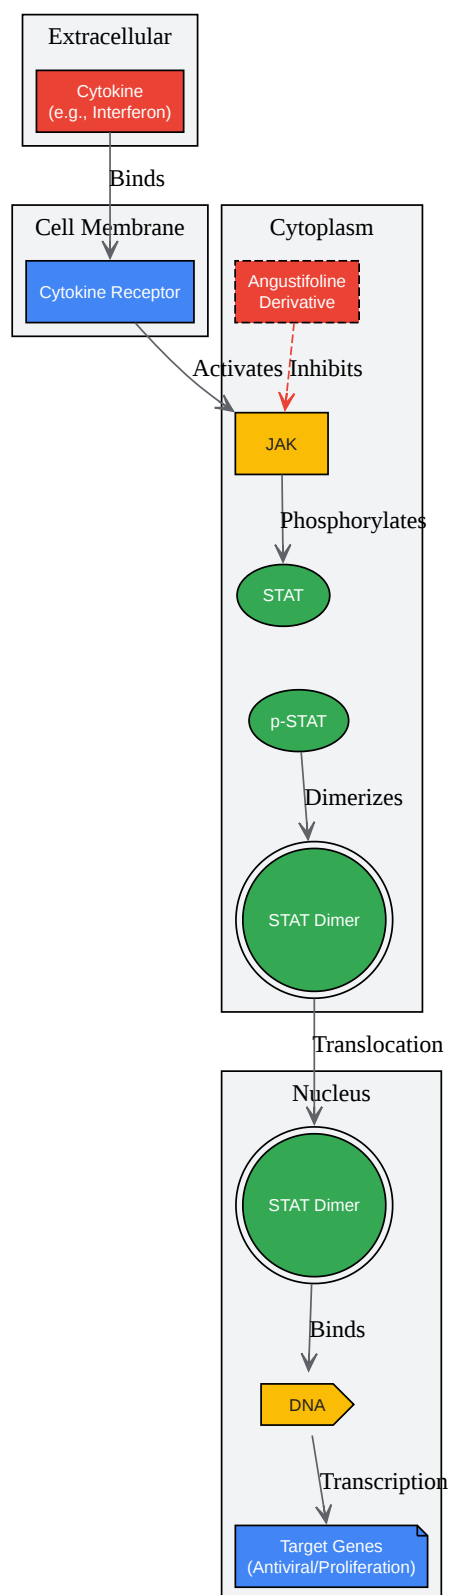 Extracellular
Cytokine
(e.g., Interferon)
Binds
Cell Membrane
Cytokine Receptor
Cytoplasm
Angustifoline
Derivative
Activates
Inhibits
JAK
Phosphorylates
STAT
p-STAT
Dimerizes
STAT Dimer
Translocation
Nucleus
STAT Dimer
Binds
DNA
Transcription
Target Genes
(Antiviral/Proliferation)